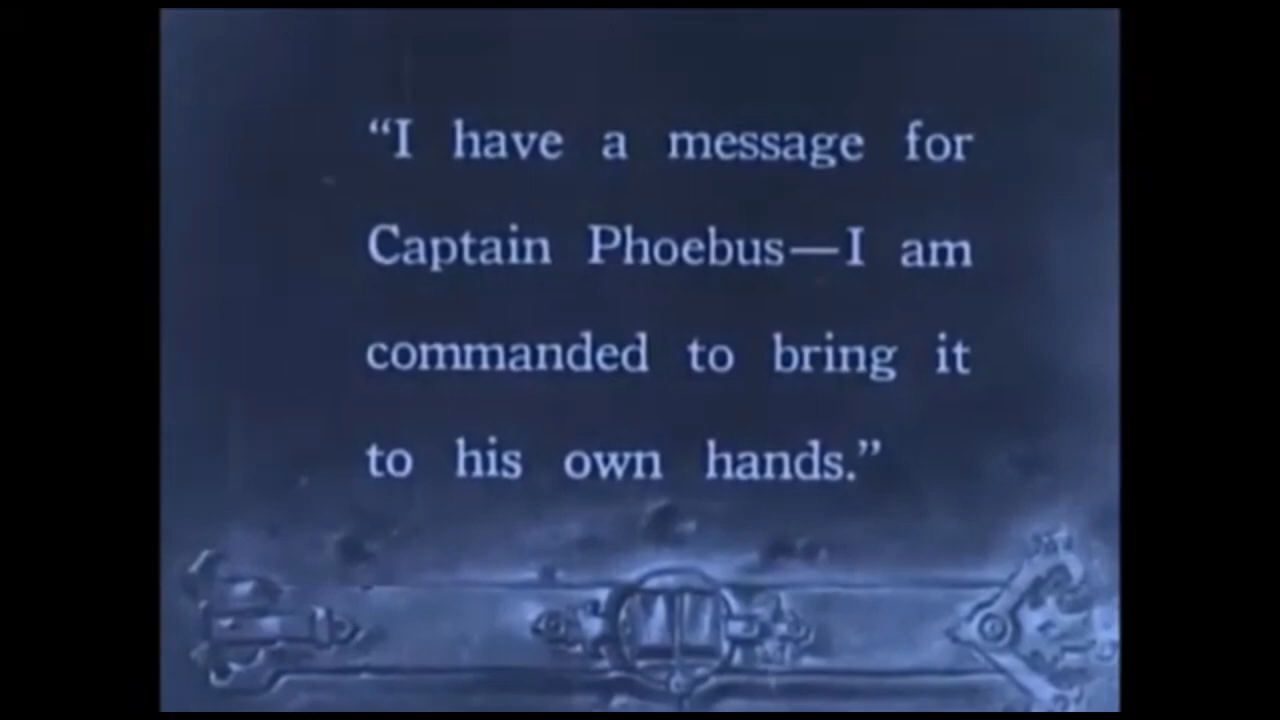 “I have a message for
Captain Phoebus—I am
commanded to bring it
to his own hands.”